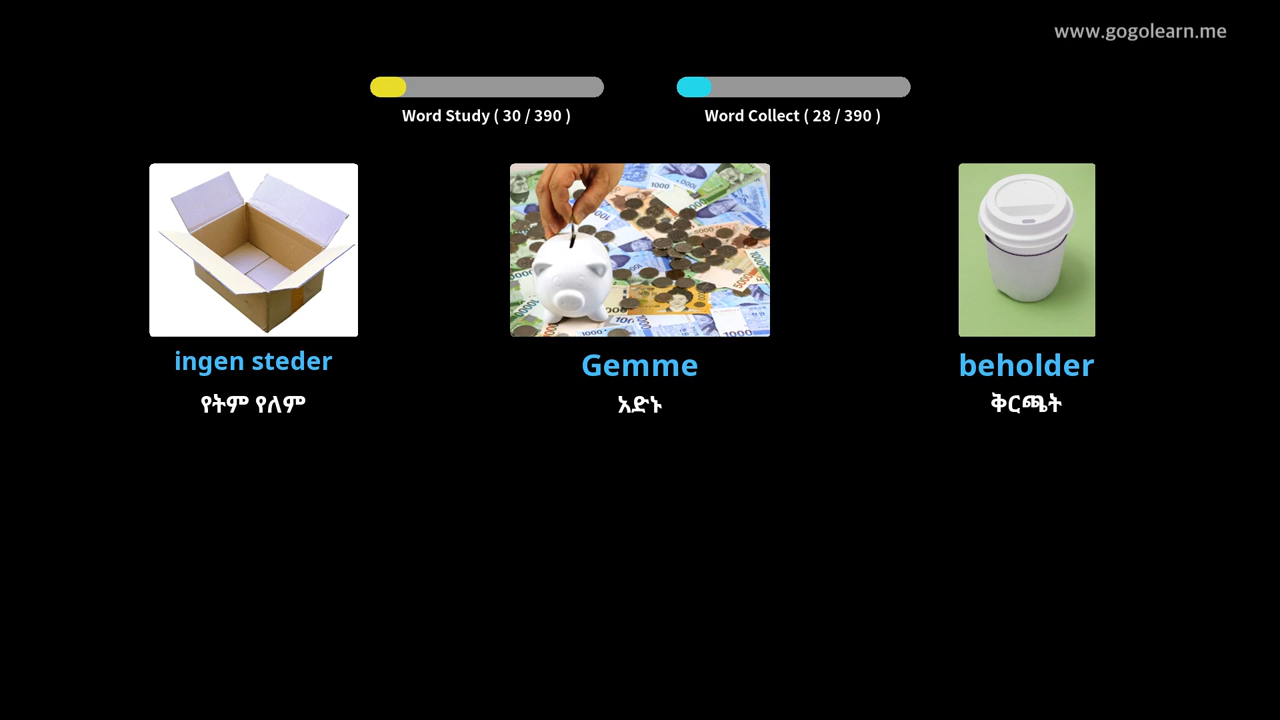 www.gogolearn.me
Word Study ( 30 / 390 )
Word Collect ( 28 / 390 )
ingen steder
Gemme
beholder
የትም የለም
አድኑ
ቅርጫት